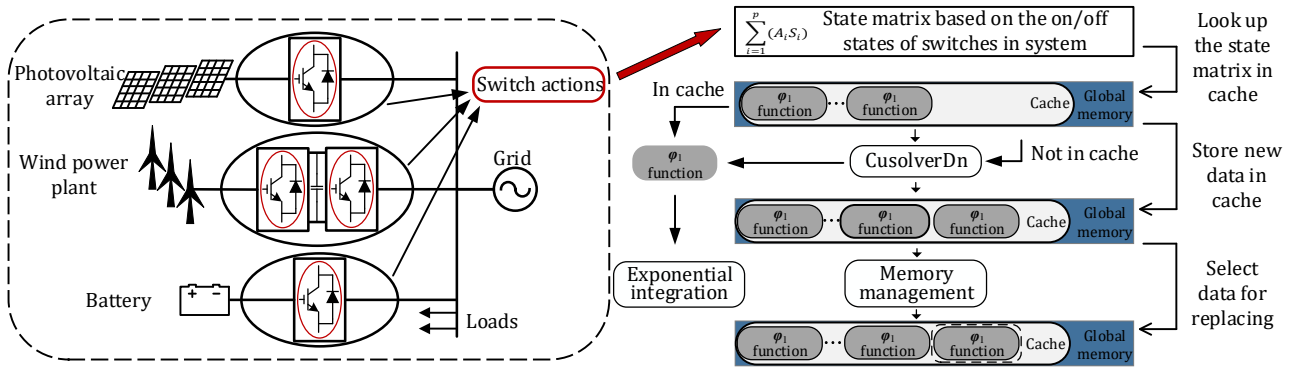 Photovoltaic
array
Wind power
plant
Battery
Switch actions
Grid
Loads
\sum_{i=1}^{p}(A_i S_i) State matrix based on the on/off
states of switches in system
Look up
the state
matrix in
cache
In cache
φ₁
function
...
φ₁
function
Cache
Global
memory
φ₁
function
CusolverDn
Not in cache
Store new
data in
cache
φ₁
function
...
φ₁
function
φ₁
function
Cache
Global
memory
Exponential
integration
Memory
management
Select
data for
replacing
φ₁
function
...
φ₁
function
φ₁
function
Cache
Global
memory